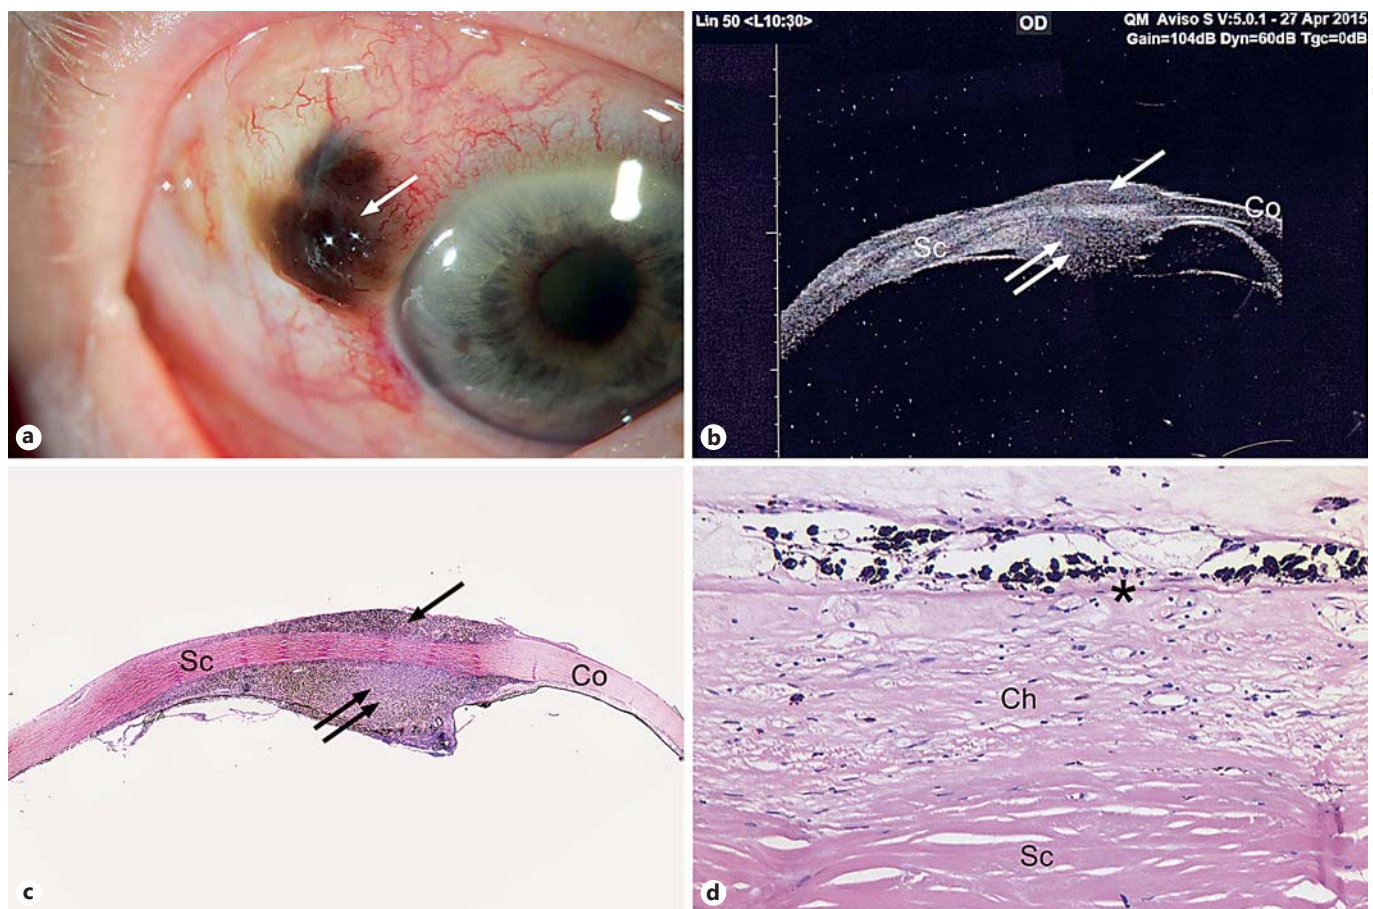 a
Lin 50 <L10:30>
OD
QM Aviso S V:5.0.1 - 27 Apr 2015
Gain=104dB Dyn=60dB Tgc=0dB
Co
Sc
b
Sc
Co
c
*
Ch
Sc
d